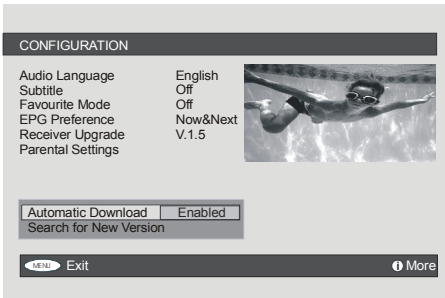 CONFIGURATION
Audio Language English
Subtitle Off
Favourite Mode Off
EPG Preference Now&Next
Receiver Upgrade V.1.5
Parental Settings
Automatic Download Enabled
Search for New Version
MENU Exit i More